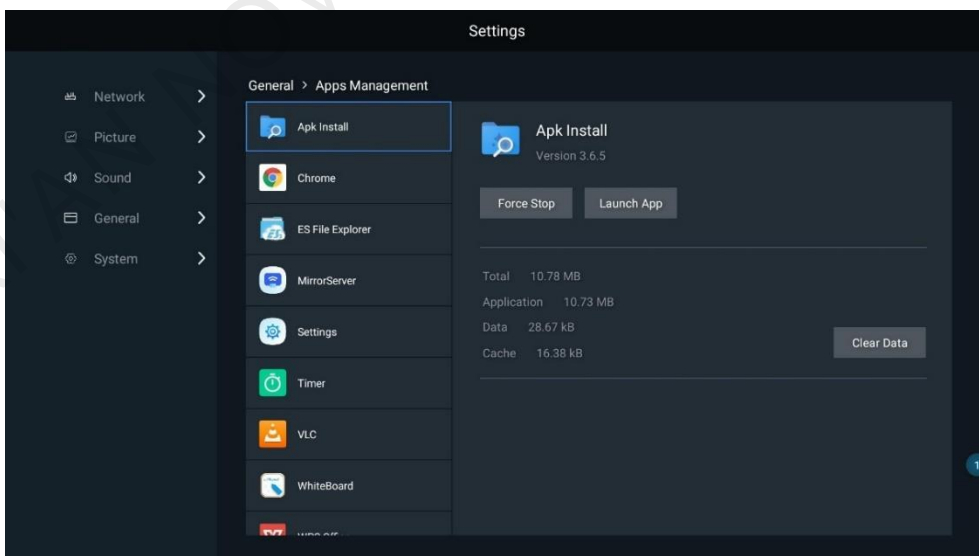 Settings
General > Apps Management
Network
Picture
Sound
General
System
Apk Install
Chrome
ES File Explorer
MirrorServer
Settings
Timer
VLC
WhiteBoard
Apk Install
Version 3.6.5
Force Stop Launch App
Total 10.78 MB
Application 10.73 MB
Data 28.67 kB
Cache 16.38 kB
Clear Data
1